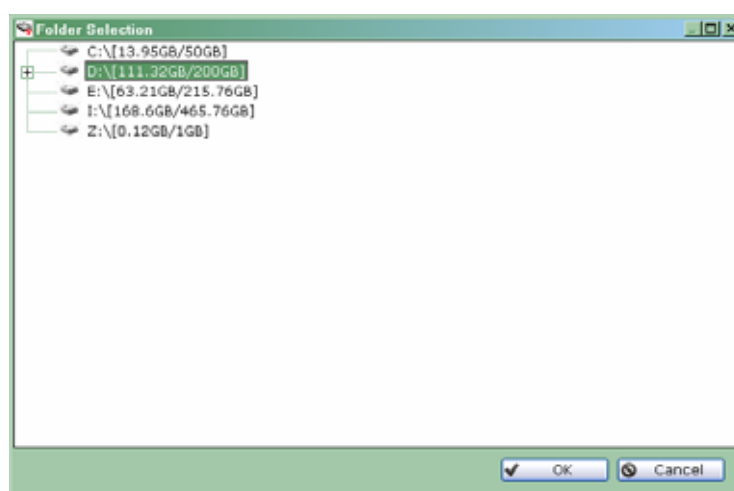 Folder Selection
C:\[13.95GB/50GB]
D:\[111.32GB/200GB]
E:\[63.21GB/215.76GB]
I:\[168.6GB/465.76GB]
Z:\[0.12GB/1GB]
OK Cancel